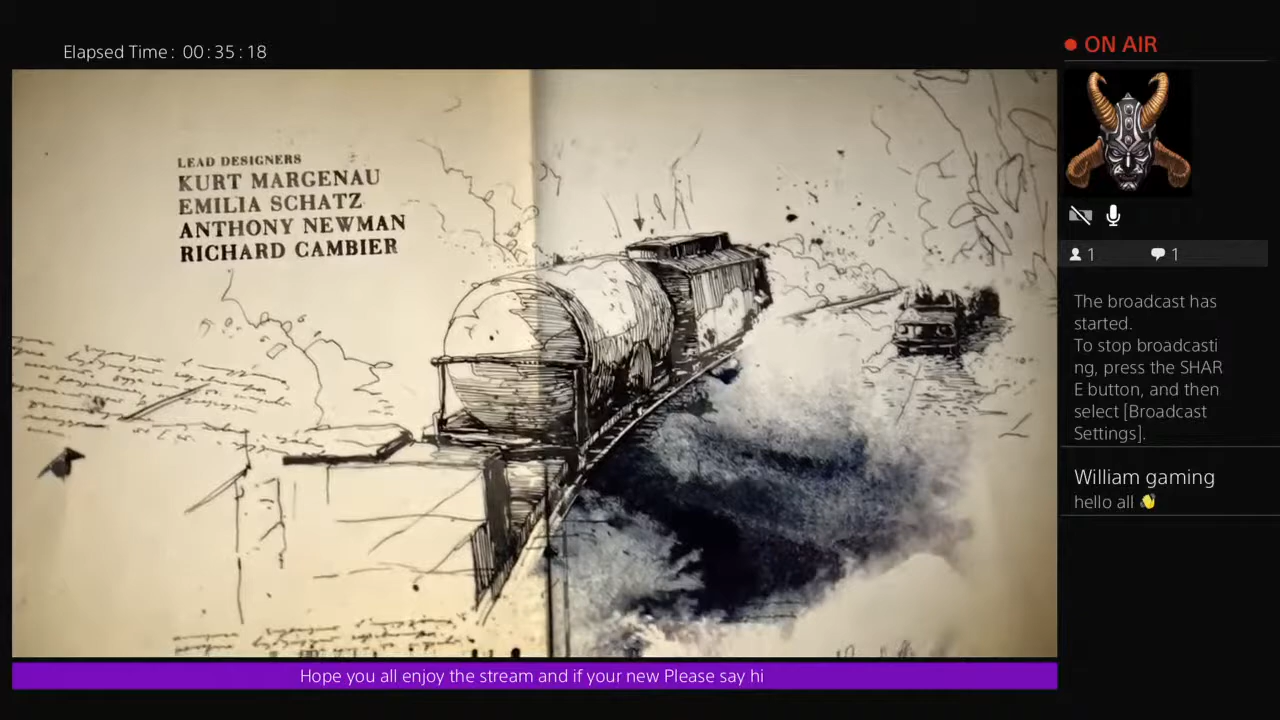 Elapsed Time: 00:35:18
ON AIR
LEAD DESIGNERS
KURT MARGENAU
EMILIA SCHATZ
ANTHONY NEWMAN
RICHARD CAMBIER
1 1
The broadcast has
started.
To stop broadcasti
ng, press the SHAR
E button, and then
select [Broadcast
Settings].
William gaming
hello all 👋
Hope you all enjoy the stream and if your new Please say hi